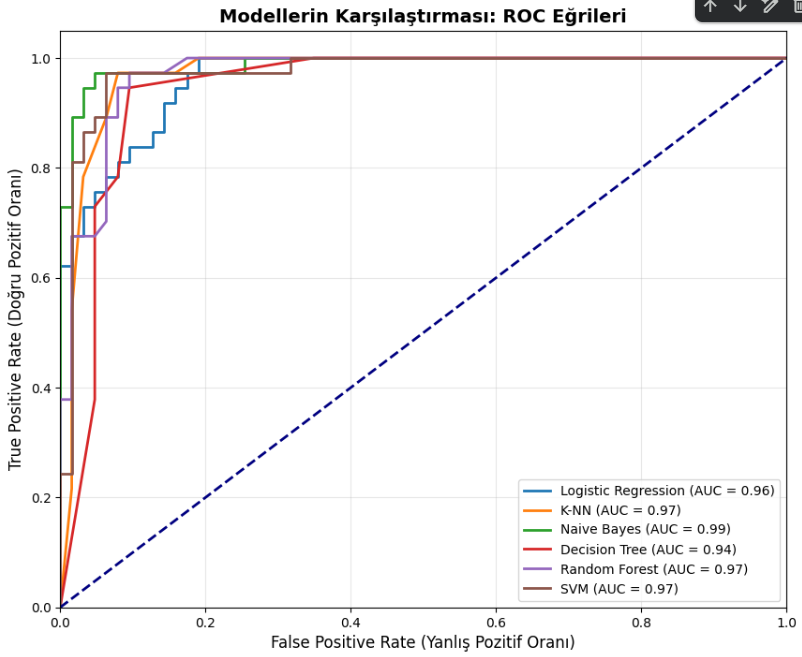 Modellerin Karşılaştırması: ROC Eğrileri
True Positive Rate (Doğru Pozitif Oranı)
1.0
0.8
0.6
0.4
0.2
0.0
0.0 0.2 0.4 0.6 0.8 1.0
False Positive Rate (Yanlış Pozitif Oranı)
Logistic Regression (AUC = 0.96)
K-NN (AUC = 0.97)
Naive Bayes (AUC = 0.99)
Decision Tree (AUC = 0.94)
Random Forest (AUC = 0.97)
SVM (AUC = 0.97)